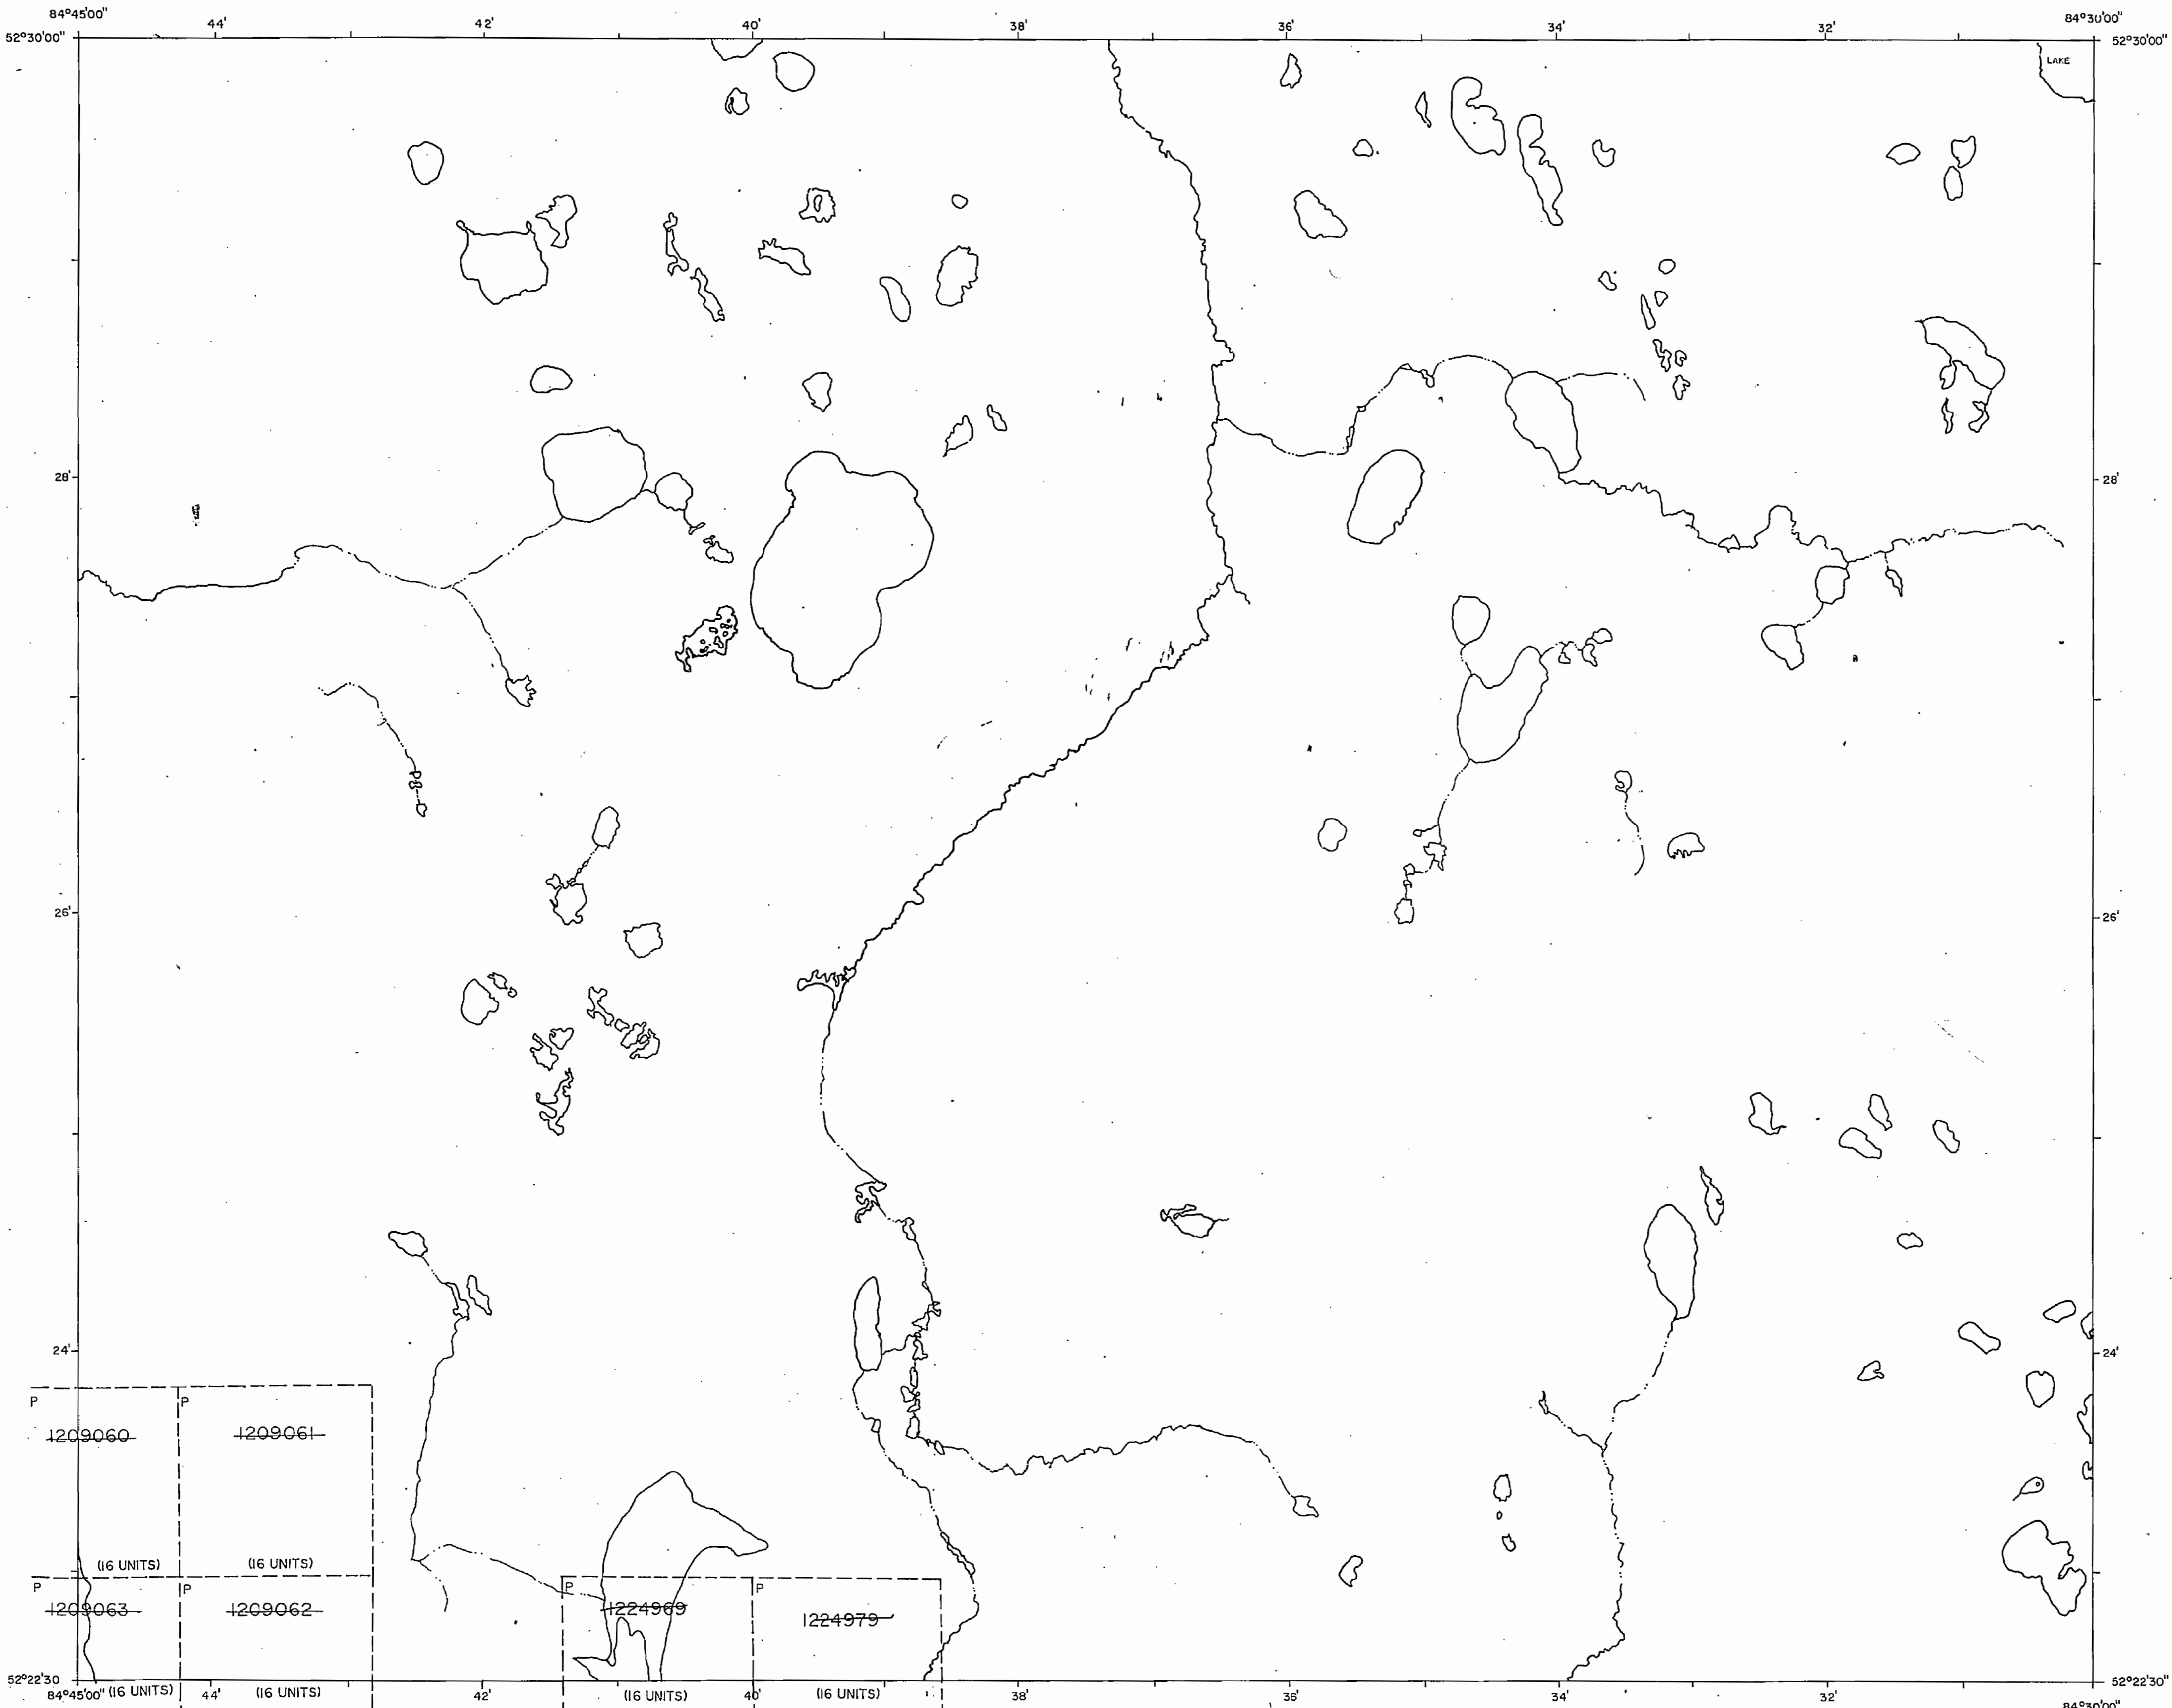 84°45'00"
44'
42'
40'
38'
36'
34'
32'
84°30'00"
52°30'00"
52°30'00"
LAKE
28'
28'
26'
26'
24'
24'
P
P
1209060
1209061
(16 UNITS)
(16 UNITS)
P
P
P
P
1209063
1209062
1224969
1224979
52°22'30
52°22'30"
84°45'00"
(16 UNITS)
44'
(16 UNITS)
42'
(16 UNITS)
40'
(16 UNITS)
38'
36'
34'
32'
84°30'00"